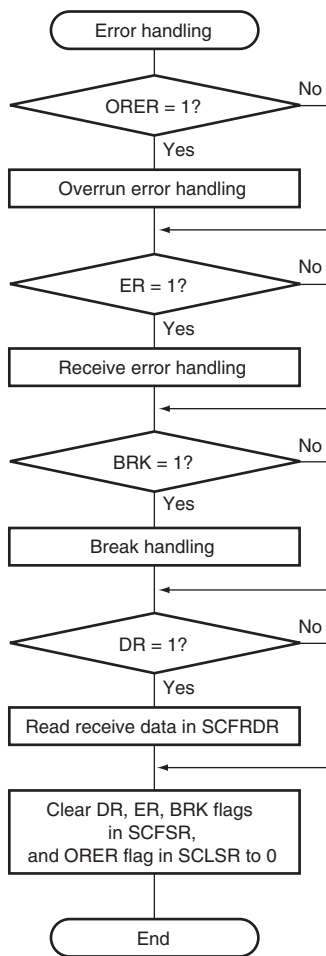 Error handling
No
ORER = 1?
Yes
Overrun error handling
No
ER = 1?
Yes
Receive error handling
No
BRK = 1?
Yes
Break handling
No
DR = 1?
Yes
Read receive data in SCFRDR
Clear DR, ER, BRK flags
in SCFSR,
and ORER flag in SCLSR to 0
End